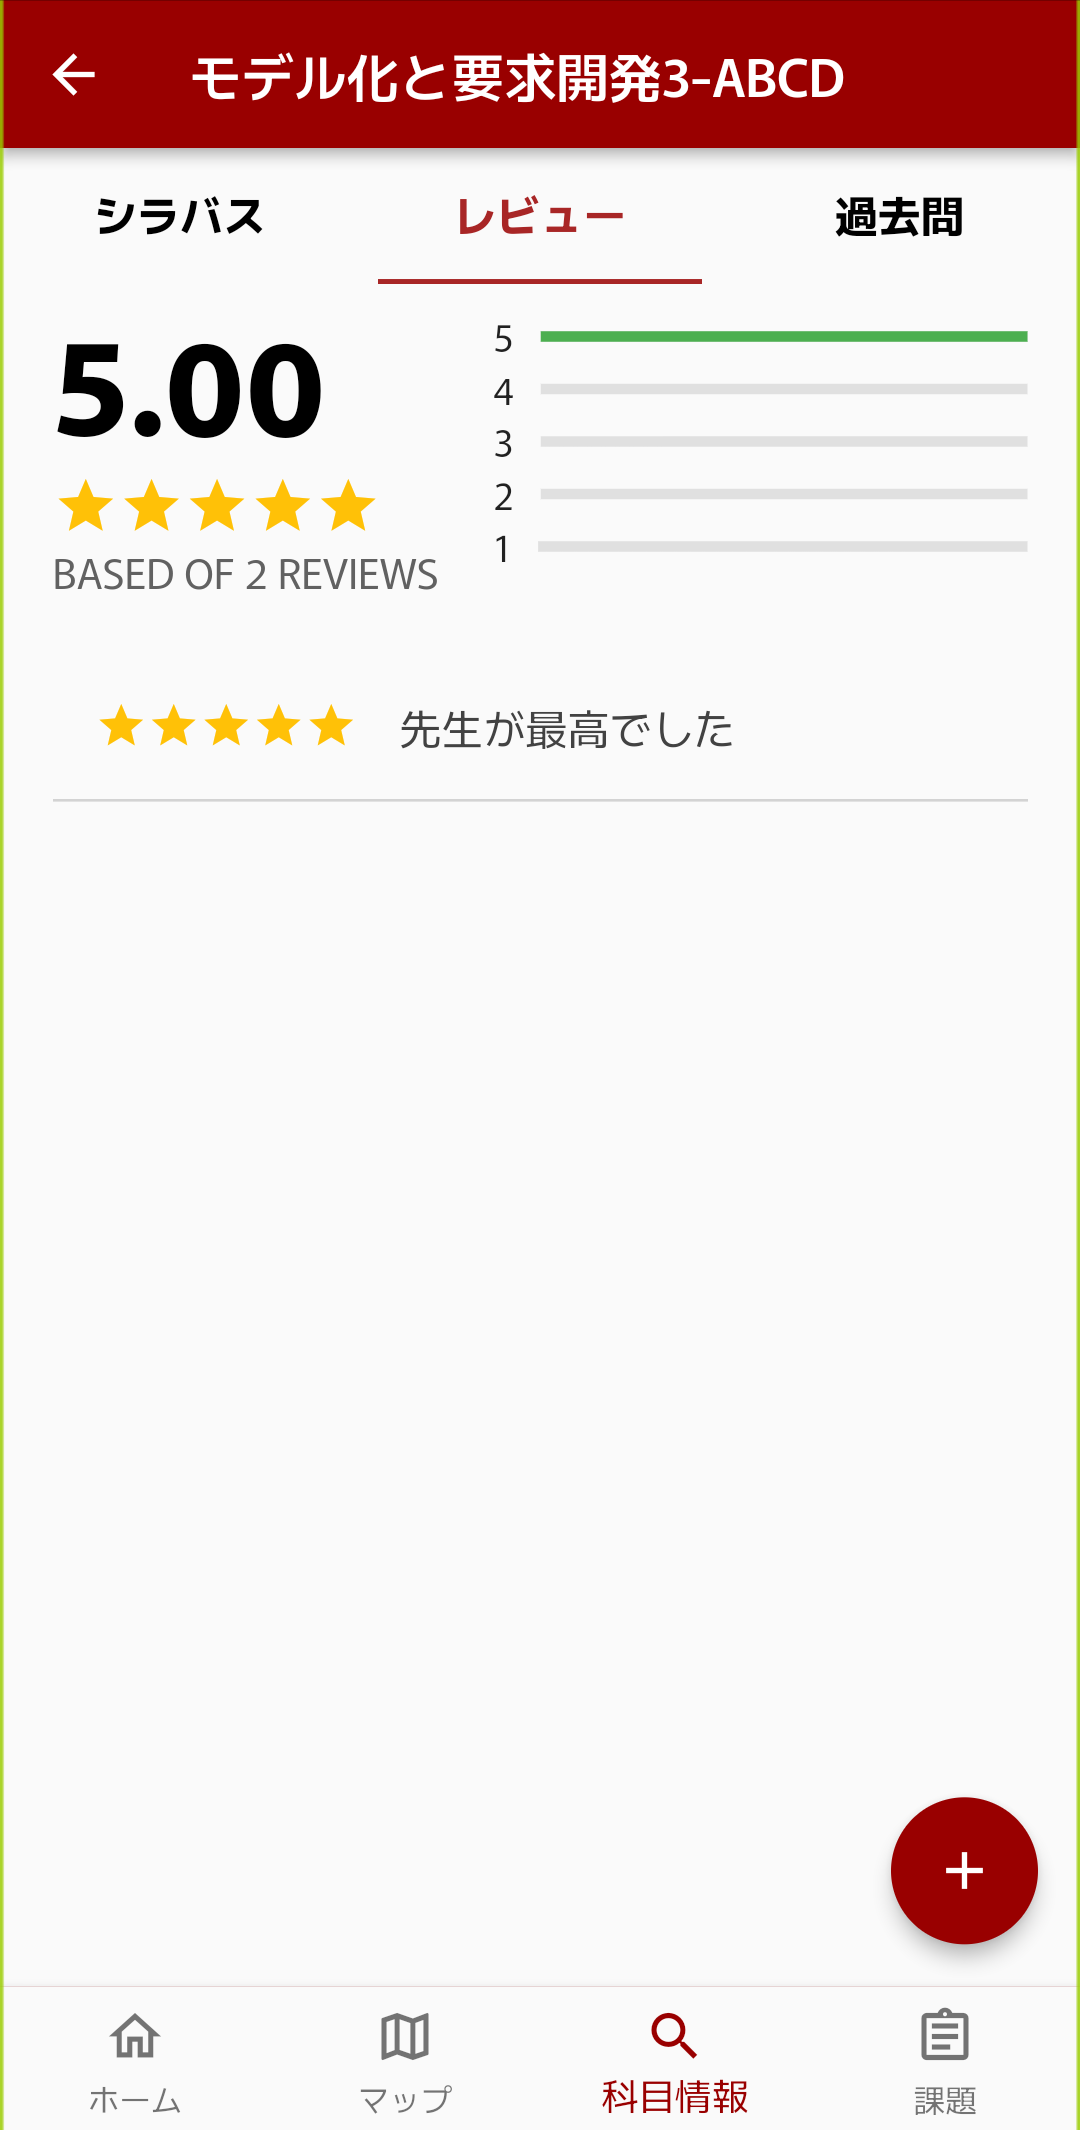 モデル化と要求開発3-ABCD
シラバス レビュー 過去問
5.00
5
4
3
2
1
BASED OF 2 REVIEWS
先生が最高でした
ホーム マップ 科目情報 課題